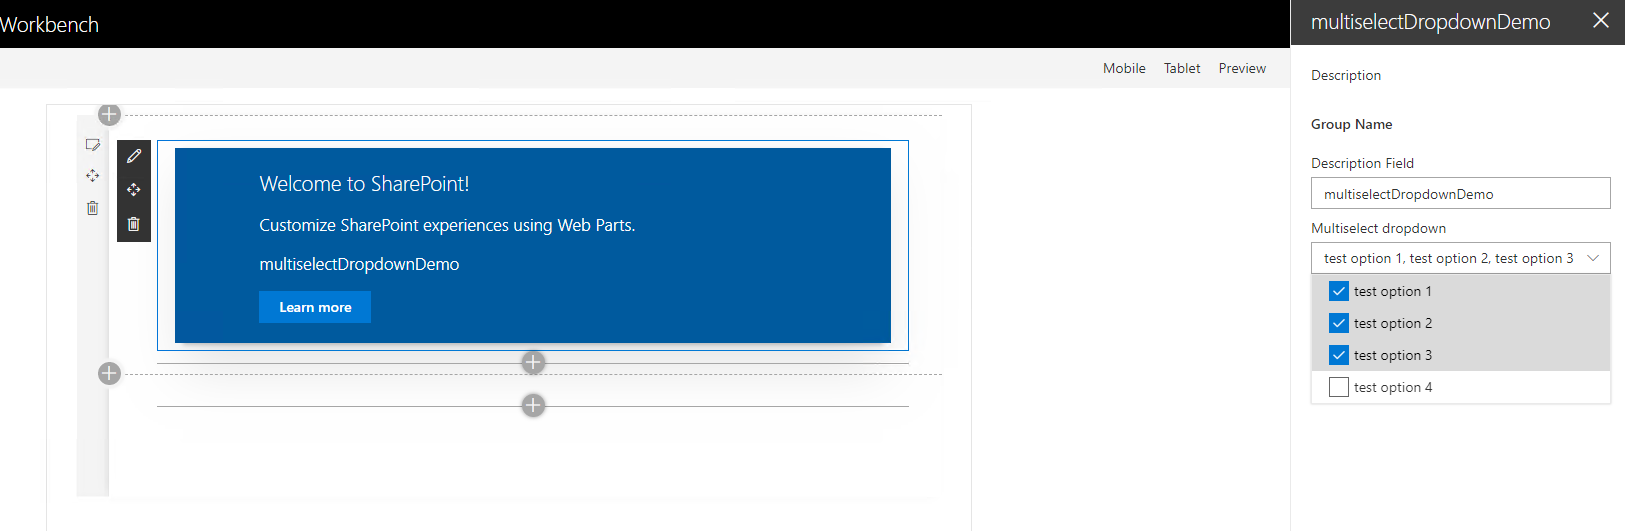 Workbench
Mobile Tablet Preview
Welcome to SharePoint!
Customize SharePoint experiences using Web Parts.
multiselectDropdownDemo
Learn more
multiselectDropdownDemo
Description
Group Name
Description Field
multiselectDropdownDemo
Multiselect dropdown
test option 1, test option 2, test option 3
test option 1
test option 2
test option 3
test option 4